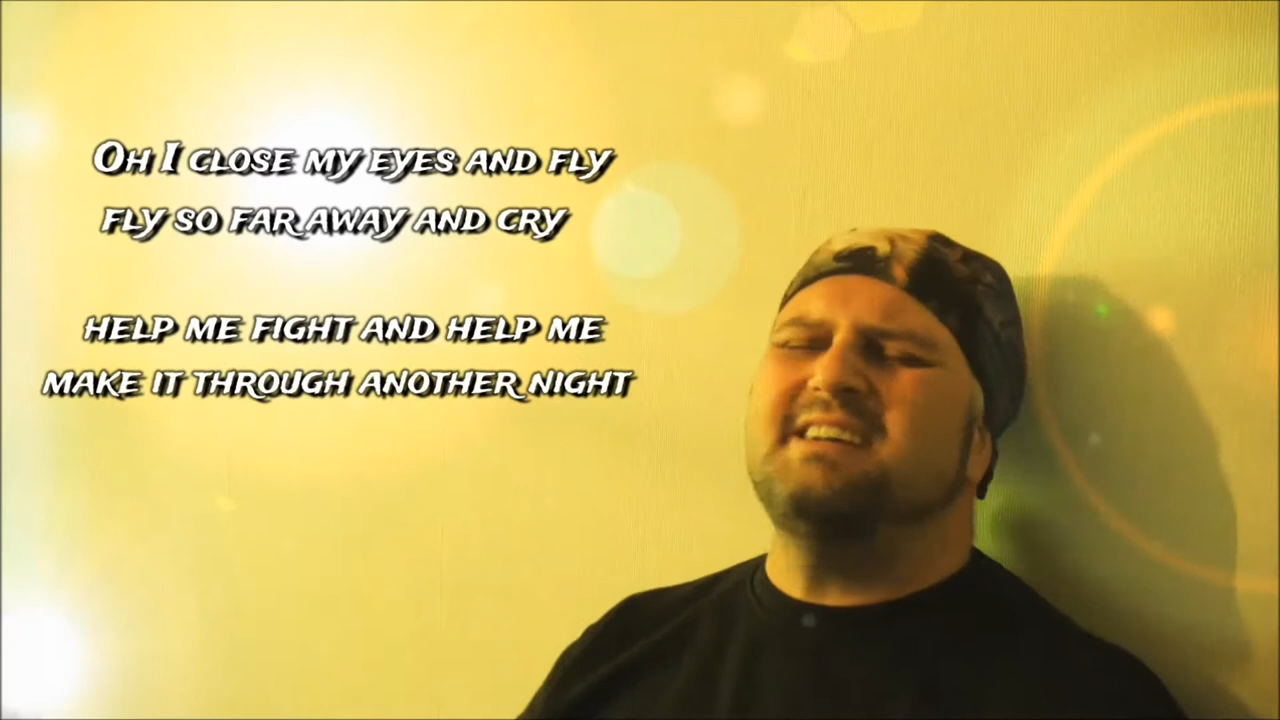 Oh I close my eyes and fly
fly so far away and cry
help me fight and help me
make it through another night